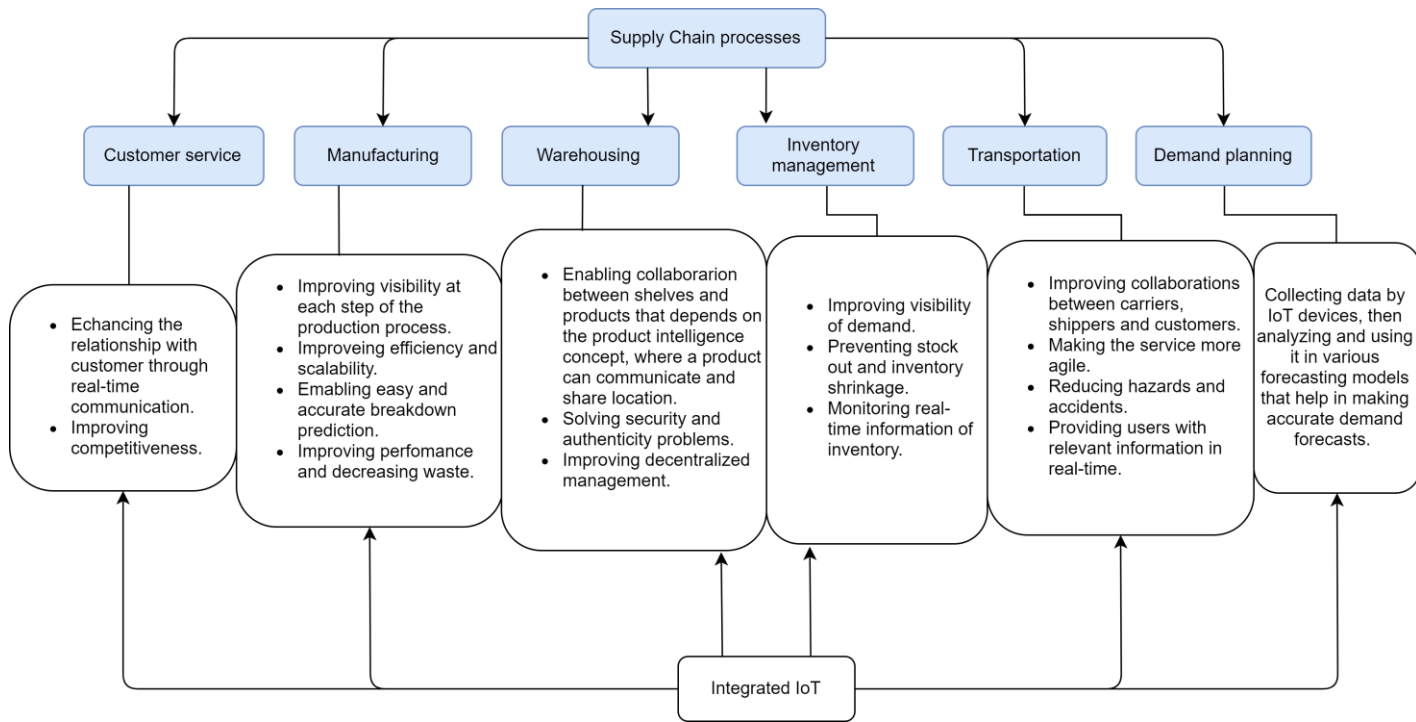 Supply Chain processes
Customer service
Manufacturing
Warehousing
Inventory
management
Transportation
Demand planning
Echancing the
relationship with
customer through
real-time
communication.
Improving
competitiveness.
Improving visibility at
each step of the
production process.
Improveing efficiency and
scalability.
Emabling easy and
accurate breakdown
prediction.
Improving perfomance
and decreasing waste.
Enabling collaborarion
between shelves and
products that depends on
the product intelligence
concept, where a product
can communicate and
share location.
Solving security and
authenticity problems.
Improving decentralized
management.
Improving visibility of
demand.
Preventing stock
out and inventory
shrinkage.
Monitoring real-
time information of
inventory.
Improving collaborations
between carriers,
shippers and customers.
Making the service more
agile.
Reducing hazards and
accidents.
Providing users with
relevant information in
real-time.
Collecting data by
IoT devices, then
analyzing and using
it in various
forecasting models
that help in making
accurate demand
forecasts.
Integrated IoT